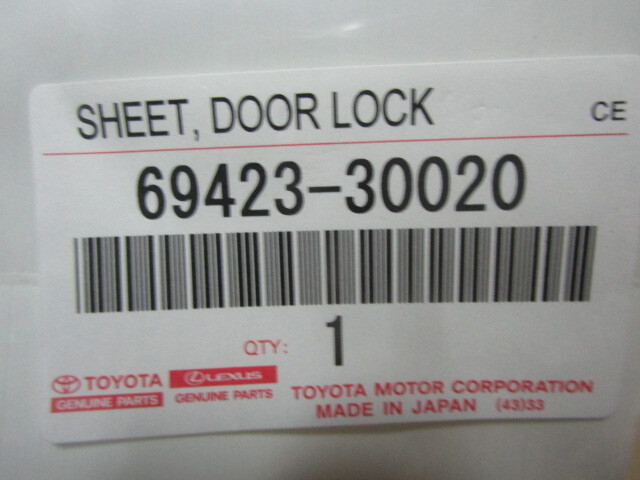 SHEET, DOOR LOCK CE
69423-30020
QTY: 1
TOYOTA LEXUS
GENUINE PARTS GENUINE PARTS
TOYOTA MOTOR CORPORATION
MADE IN JAPAN (43)33